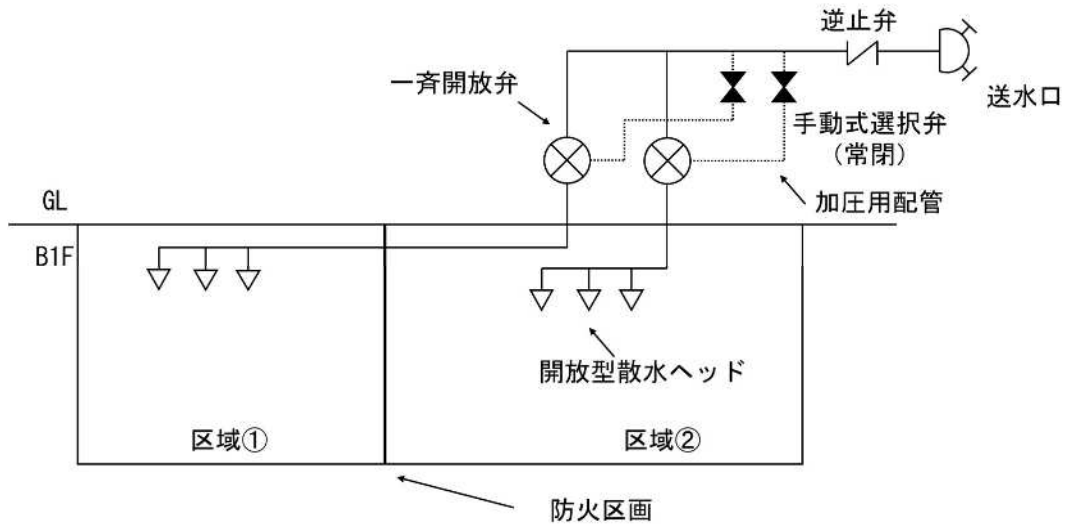 逆止弁
一斉開放弁
送水口
手動式選択弁
（常閉）
加圧用配管
GL
B1F
開放型散水ヘッド
区域①
区域②
防火区画